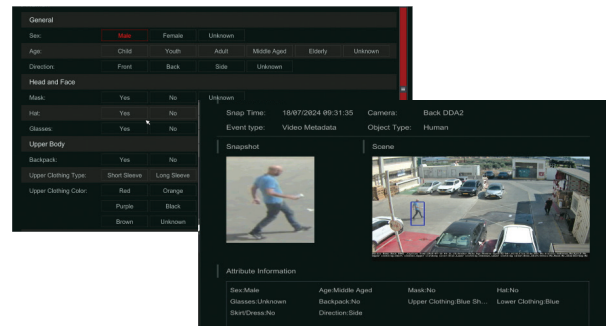 General
Sex: Male Female Unknown
Age: Child Youth Adult Middle Aged Elderly Unknown
Direction: Front Back Side Unknown
Head and Face
Mask: Yes No Unknown
Hat: Yes No
Glasses: Yes No
Upper Body
Backpack: Yes No
Upper Clothing Type: Short Sleeve Long Sleeve
Upper Clothing Color: Red Orange
Purple Black
Brown Unknown
Snap Time: 18/07/2024 09:31:35 Camera: Back DDA2
Event type: Video Metadata Object Type: Human
Snapshot Scene
Attribute Information
Sex:Male Age:Middle Aged Mask:No Hat:No
Glasses:Unknown Backpack:No Upper Clothing:Blue Sh... Lower Clothing:Blue
Skirt/Dress:No Direction:Side